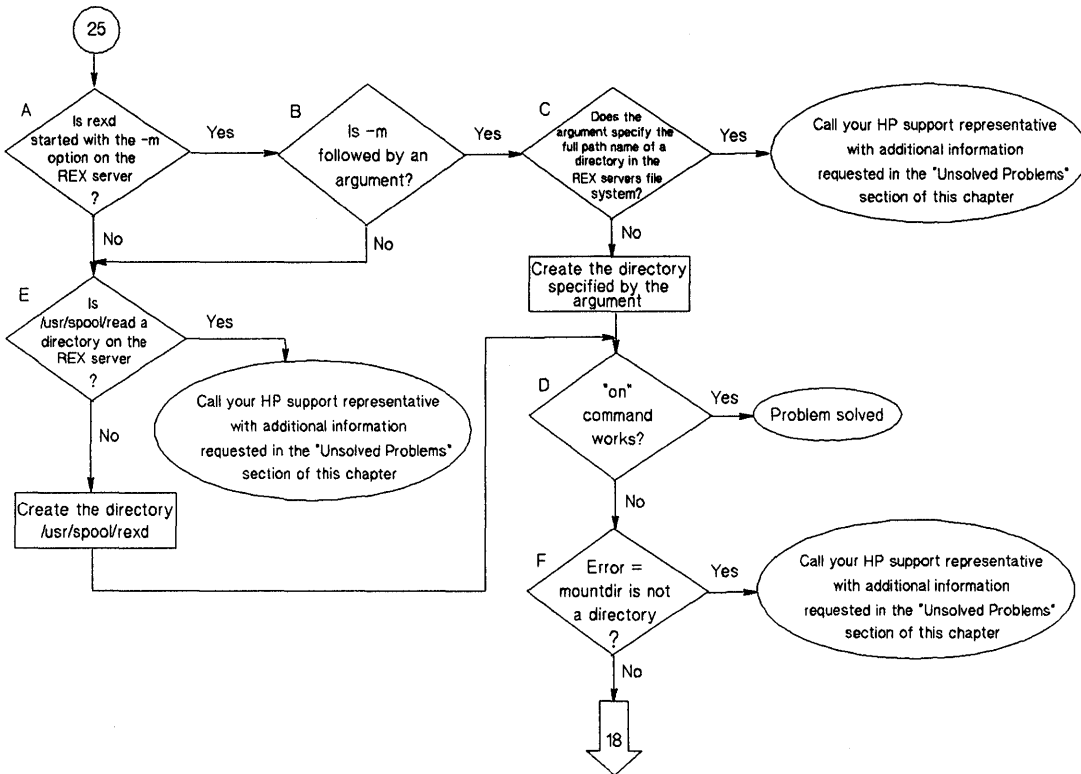 25
A
Is rexd
started with the -m
option on the
REX server
?
Yes
No
B
Is -m
followed by an
argument?
Yes
No
C
Does the
argument specify the
full path name of a
directory in the
REX servers file
system?
Yes
No
Call your HP support representative
with additional information
requested in the "Unsolved Problems"
section of this chapter
Create the directory
specified by the
argument
E
Is
/usr/spool/read a
directory on the
REX server
?
Yes
No
Call your HP support representative
with additional information
requested in the "Unsolved Problems"
section of this chapter
Create the directory
/usr/spool/rexd
D
"on"
command
works?
Yes
No
Problem solved
F
Error =
mountdir is not
a directory
?
Yes
No
Call your HP support representative
with additional information
requested in the "Unsolved Problems"
section of this chapter
18